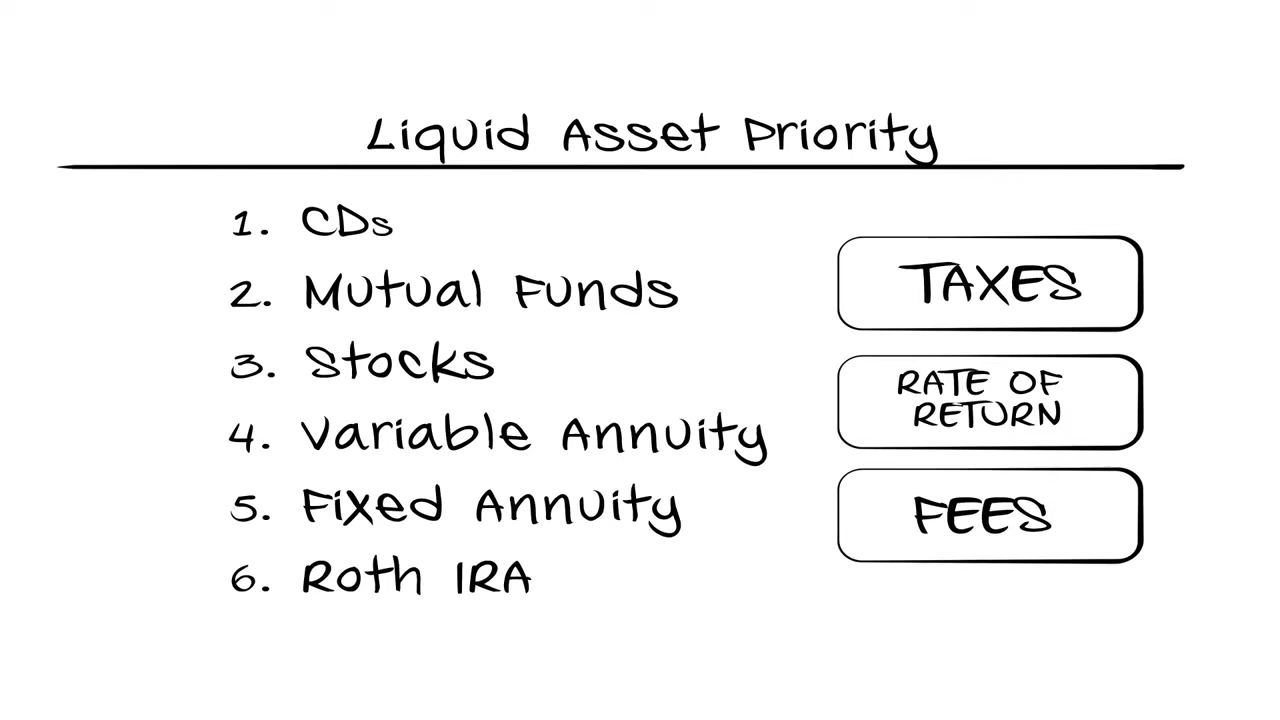 Liquid Asset Priority
1. CDs
2. Mutual Funds
3. Stocks
4. Variable Annuity
5. Fixed Annuity
6. Roth IRA
TAXES
RATE OF
RETURN
FEES